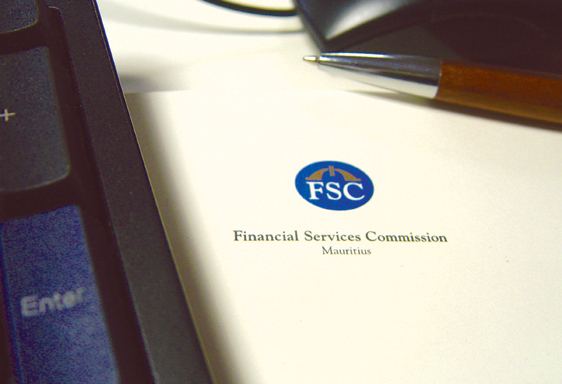 +
Enter
FSC
Financial Services Commission
Mauritius